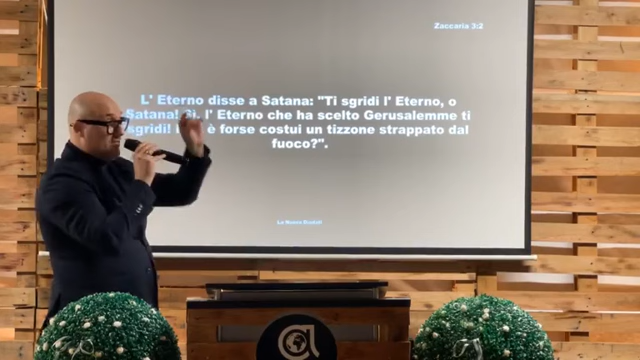 Zaccaria 3:2
L' Eterno disse a Satana: "Ti sgridi l' Eterno, o
Satana! Sì, l' Eterno che ha scelto Gerusalemme ti
sgridi! è forse costui un tizzone strappato dal
fuoco?".
La Nuova Diodati